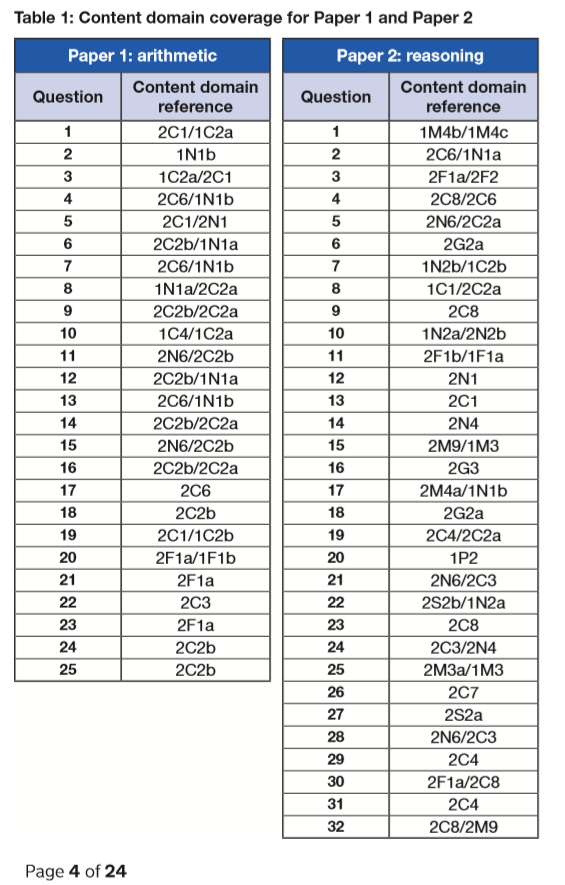 Table 1: Content domain coverage for Paper 1 and Paper 2
Paper 1: arithmetic
Question Content domain reference
1 2C1/1C2a
2 1N1b
3 1C2a/2C1
4 2C6/1N1b
5 2C1/2N1
6 2C2b/1N1a
7 2C6/1N1b
8 1N1a/2C2a
9 2C2b/2C2a
10 1C4/1C2a
11 2N6/2C2b
12 2C2b/1N1a
13 2C6/1N1b
14 2C2b/2C2a
15 2N6/2C2b
16 2C2b/2C2a
17 2C6
18 2C2b
19 2C1/1C2b
20 2F1a/1F1b
21 2F1a
22 2C3
23 2F1a
24 2C2b
25 2C2b
Paper 2: reasoning
Question Content domain reference
1 1M4b/1M4c
2 2C6/1N1a
3 2F1a/2F2
4 2C8/2C6
5 2N6/2C2a
6 2G2a
7 1N2b/1C2b
8 1C1/2C2a
9 2C8
10 1N2a/2N2b
11 2F1b/1F1a
12 2N1
13 2C1
14 2N4
15 2M9/1M3
16 2G3
17 2M4a/1N1b
18 2G2a
19 2C4/2C2a
20 1P2
21 2N6/2C3
22 2S2b/1N2a
23 2C8
24 2C3/2N4
25 2M3a/1M3
26 2C7
27 2S2a
28 2N6/2C3
29 2C4
30 2F1a/2C8
31 2C4
32 2C8/2M9
Page 4 of 24